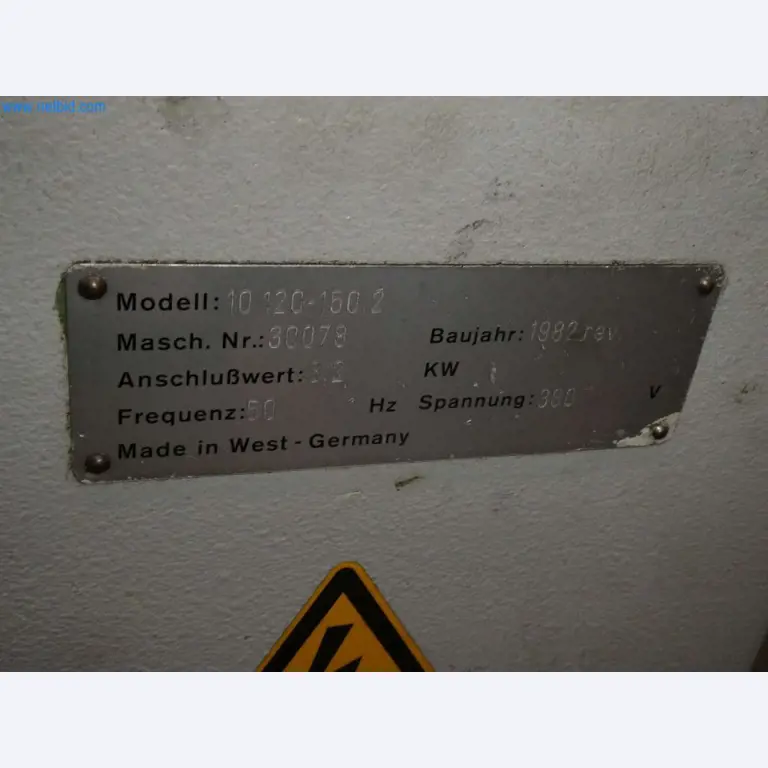 www.netbid.com
Modell: 10 120-150 2
Masch. Nr.: 30078 Baujahr: 1982 rev.
Anschlußwert: KW
Frequenz: 50 Hz Spannung: 380 V
Made in West-Germany